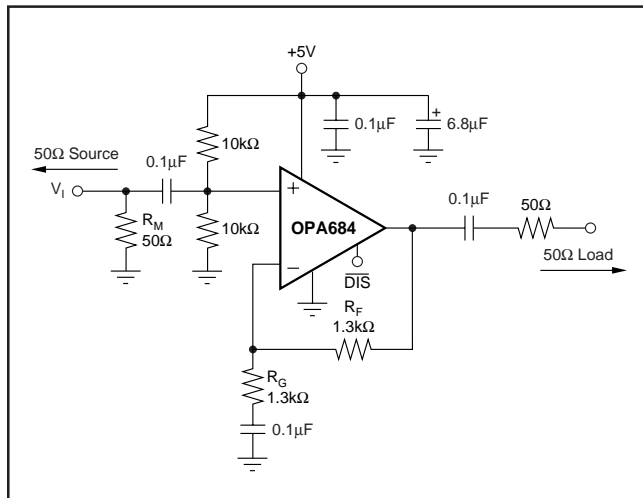 +5V
0.1µF
+
6.8µF
50Ω Source
0.1µF
10kΩ
V_I
R_M
50Ω
10kΩ
+
OPA684
−
DIS
0.1µF
50Ω
50Ω Load
R_F
1.3kΩ
R_G
1.3kΩ
0.1µF